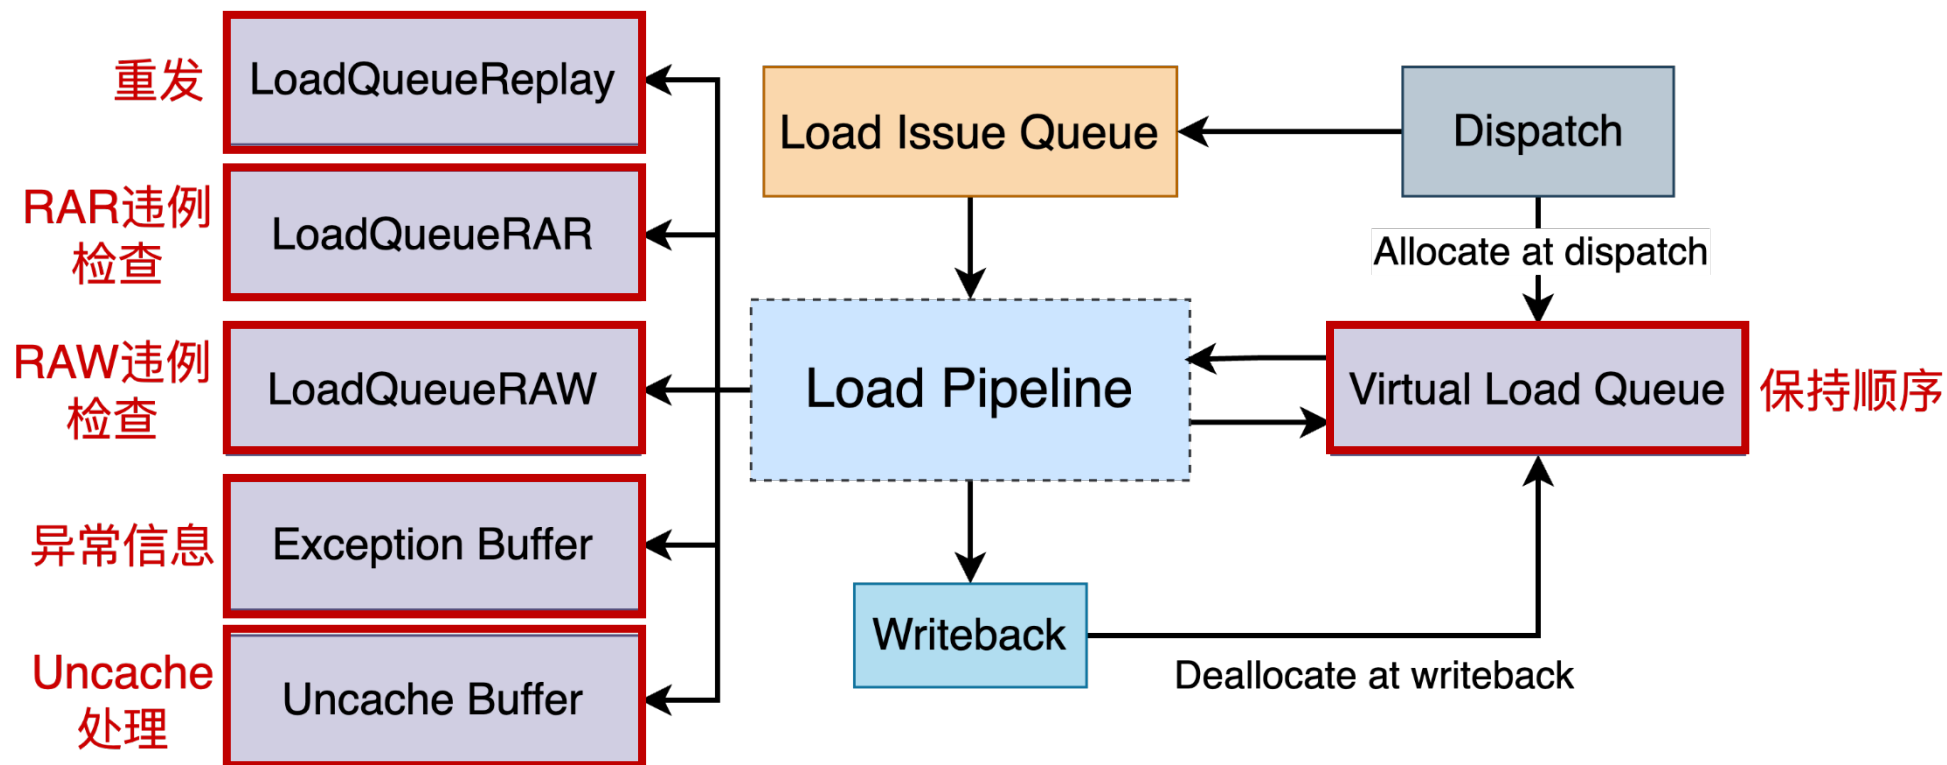 重发
LoadQueueReplay
RAR违例
检查
LoadQueueRAR
RAW违例
检查
LoadQueueRAW
异常信息
Exception Buffer
Uncache
处理
Uncache Buffer
Load Issue Queue
Dispatch
Allocate at dispatch
Load Pipeline
Virtual Load Queue
保持顺序
Writeback
Deallocate at writeback